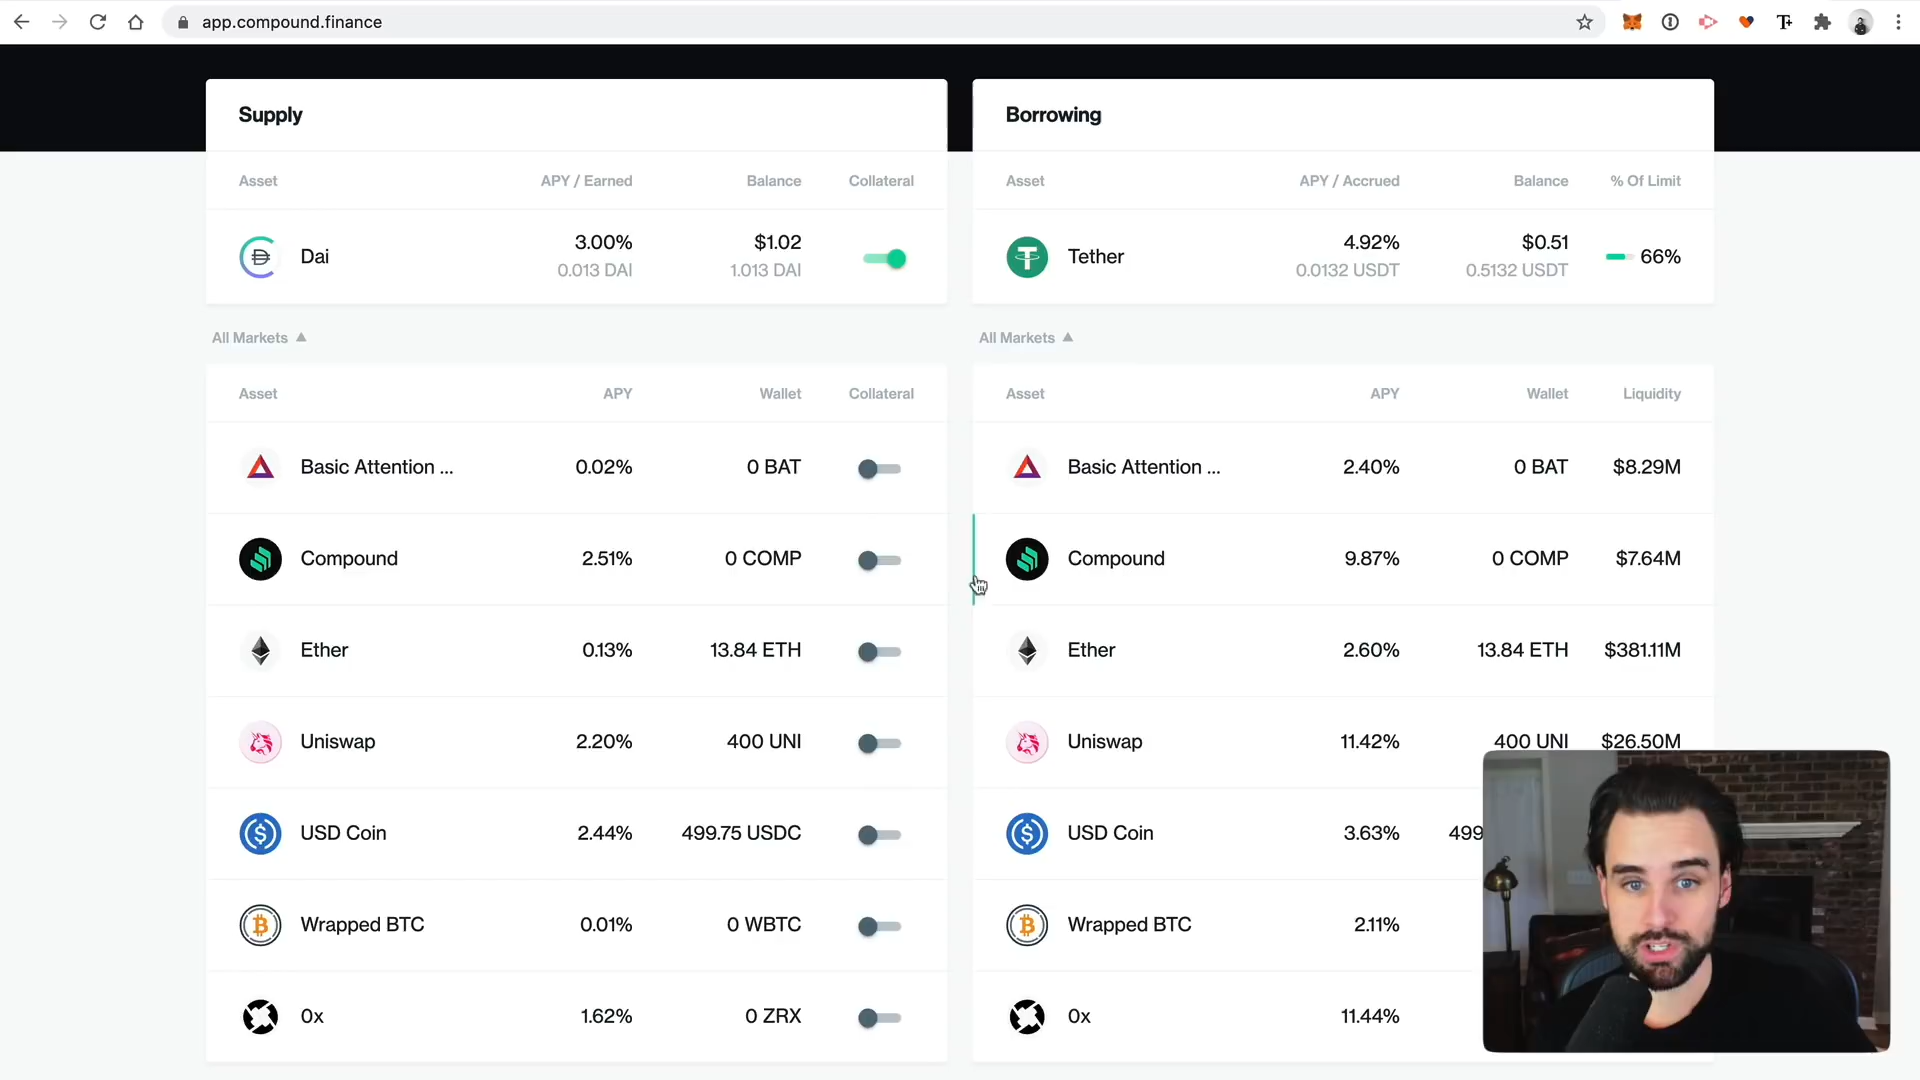 app.compound.finance
Supply
Asset APY / Earned Balance Collateral
Dai 3.00% $1.02
0.013 DAI 1.013 DAI
All Markets
Asset APY Wallet Collateral
Basic Attention ... 0.02% 0 BAT
Compound 2.51% 0 COMP
Ether 0.13% 13.84 ETH
Uniswap 2.20% 400 UNI
USD Coin 2.44% 499.75 USDC
Wrapped BTC 0.01% 0 WBTC
0x 1.62% 0 ZRX
Borrowing
Asset APY / Accrued Balance % Of Limit
Tether 4.92% $0.51 66%
0.0132 USDT 0.5132 USDT
All Markets
Asset APY Wallet Liquidity
Basic Attention ... 2.40% 0 BAT $8.29M
Compound 9.87% 0 COMP $7.64M
Ether 2.60% 13.84 ETH $381.11M
Uniswap 11.42% 400 UNI $26.50M
USD Coin 3.63% 499
Wrapped BTC 2.11%
0x 11.44%